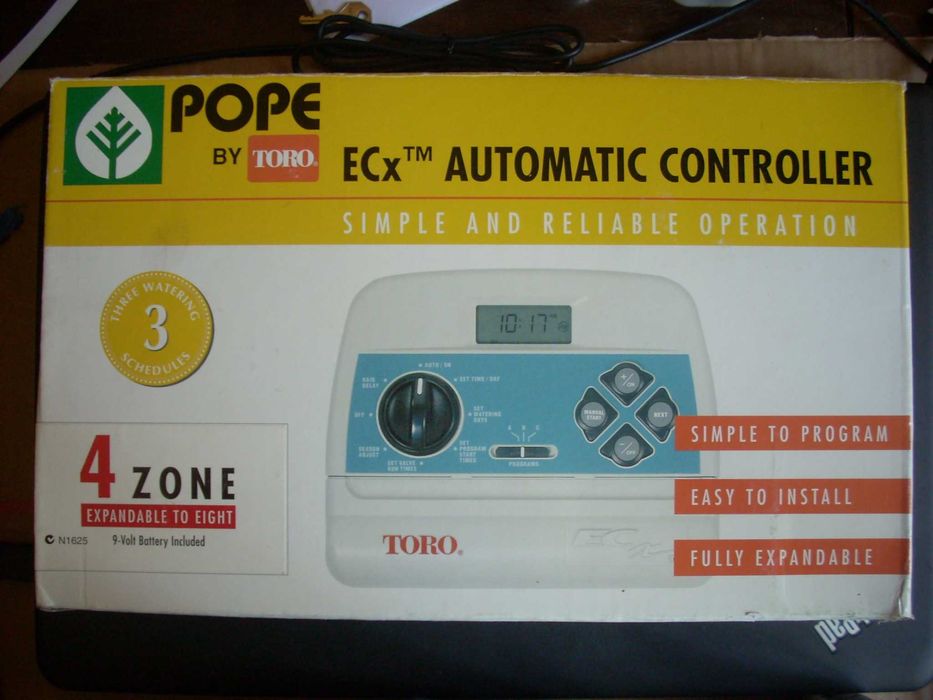 POPE
BY TORO®
ECx™ AUTOMATIC CONTROLLER
SIMPLE AND RELIABLE OPERATION
THREE WATERING
3
SCHEDULES
10:17
AUTO / ON
RAIN DELAY
SET TIME / DAY
OFF
SET WATERING DAYS
SEASON ADJUST
SET PROGRAM START TIMES
SET VALVE RUN TIMES
A B C
PROGRAMS
+/ON
MANUAL START
NEXT
−/OFF
SIMPLE TO PROGRAM
EASY TO INSTALL
FULLY EXPANDABLE
4 ZONE
EXPANDABLE TO EIGHT
N1625 9-Volt Battery Included
TORO®
ECx